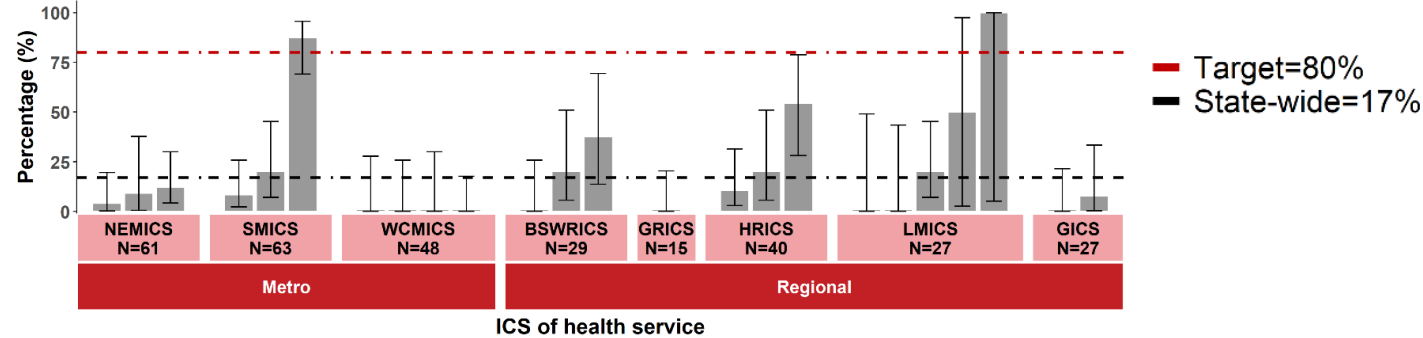 Percentage (%)
100
75
50
25
0
NEMICS
N=61
SMICS
N=63
WCMICS
N=48
BSWRICS
N=29
GRICS
N=15
HRICS
N=40
LMICS
N=27
GICS
N=27
Metro
Regional
ICS of health service
Target=80%
State-wide=17%